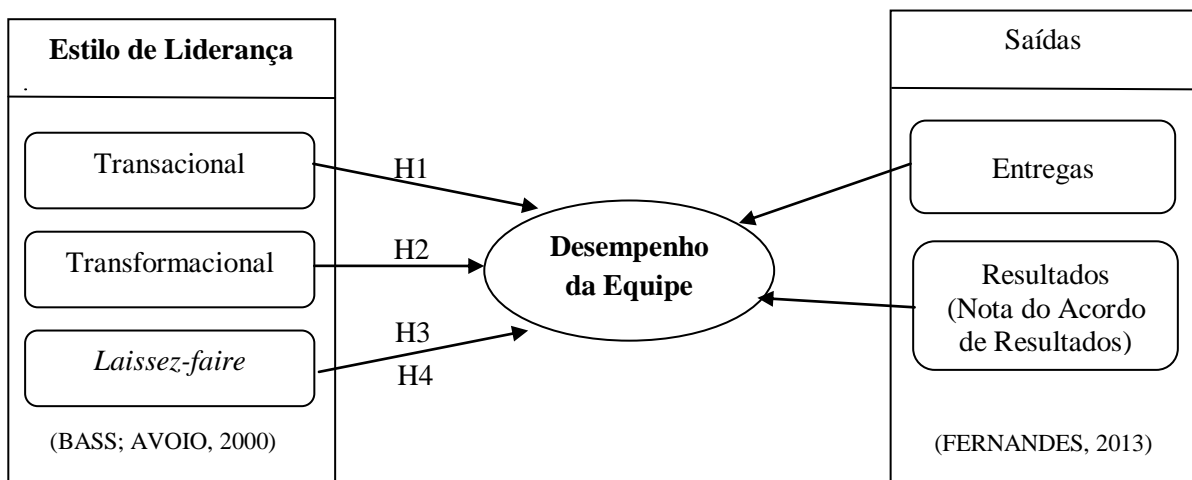 Estilo de Liderança
.
Transacional
Transformacional
Laissez-faire
(BASS; AVOIO, 2000)
H1
H2
H3
H4
Desempenho
da Equipe
Saídas
Entregas
Resultados
(Nota do Acordo
de Resultados)
(FERNANDES, 2013)